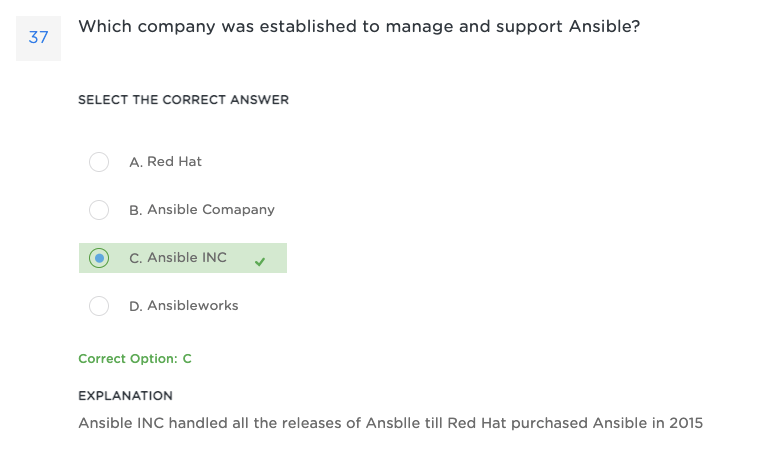 37
Which company was established to manage and support Ansible?
SELECT THE CORRECT ANSWER
A. Red Hat
B. Ansible Comapany
C. Ansible INC
D. Ansibleworks
Correct Option: C
EXPLANATION
Ansible INC handled all the releases of Ansblle till Red Hat purchased Ansible in 2015